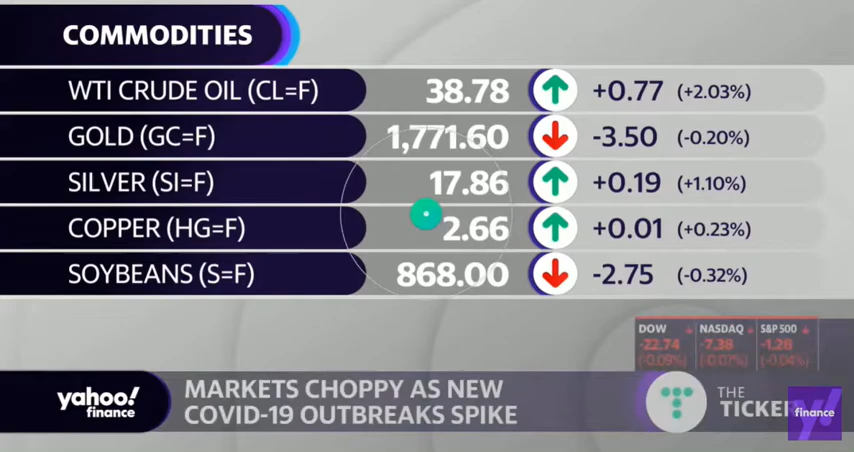 COMMODITIES
WTI CRUDE OIL (CL=F) 38.78 +0.77 (+2.03%)
GOLD (GC=F) 1,771.60 -3.50 (-0.20%)
SILVER (SI=F) 17.86 +0.19 (+1.10%)
COPPER (HG=F) 2.66 +0.01 (+0.23%)
SOYBEANS (S=F) 868.00 -2.75 (-0.32%)
DOW NASDAQ S&P 500
-22.74 -7.38 -1.28
(-0.09%) (-0.07%) (-0.04%)
yahoo!
finance
MARKETS CHOPPY AS NEW
COVID-19 OUTBREAKS SPIKE
THE
TICKER
y!
finance